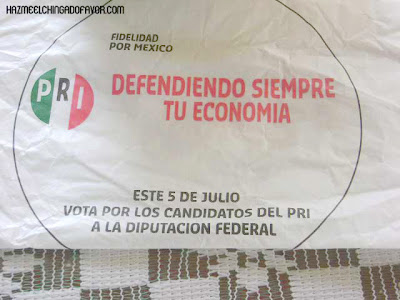 HAZMEELCHINGADOFAVOR.COM
FIDELIDAD
POR MEXICO
PRI
DEFENDIENDO SIEMPRE
TU ECONOMIA
ESTE 5 DE JULIO
VOTA POR LOS CANDIDATOS DEL PRI
A LA DIPUTACION FEDERAL